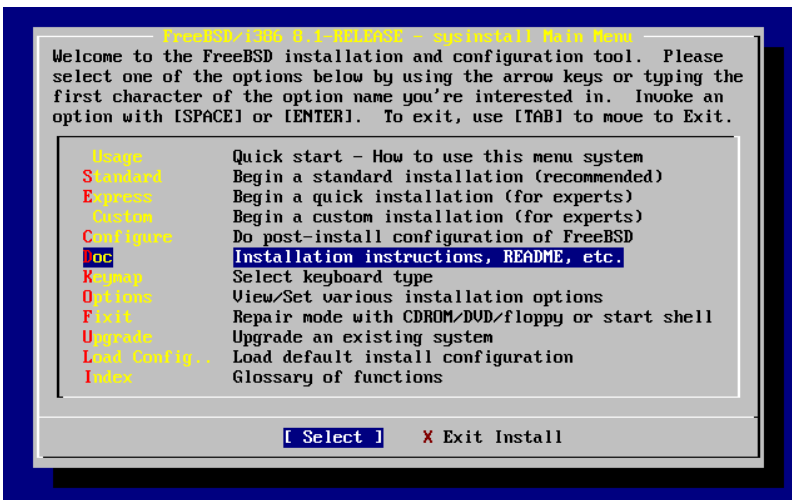 FreeBSD/i386 8.1-RELEASE - sysinstall Main Menu
Welcome to the FreeBSD installation and configuration tool.  Please
select one of the options below by using the arrow keys or typing the
first character of the option name you're interested in.  Invoke an
option with [SPACE] or [ENTER].  To exit, use [TAB] to move to Exit.
Usage Quick start - How to use this menu system
Standard Begin a standard installation (recommended)
Express Begin a quick installation (for experts)
Custom Begin a custom installation (for experts)
Configure Do post-install configuration of FreeBSD
Doc Installation instructions, README, etc.
Keymap Select keyboard type
Options View/Set various installation options
Fixit Repair mode with CDROM/DVD/floppy or start shell
Upgrade Upgrade an existing system
Load Config.. Load default install configuration
Index Glossary of functions
[ Select ] X Exit Install